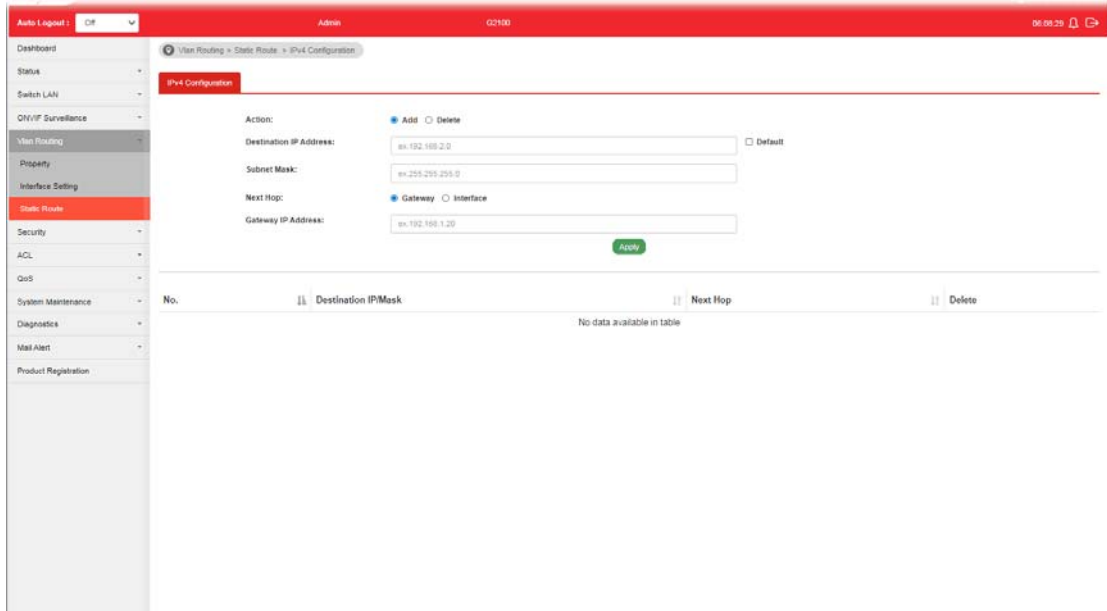 Auto Logout : Off Admin G2100 06:08:29
Dashboard
Status
Switch LAN
ONVIF Surveillance
Vlan Routing
Property
Interface Setting
Static Route
Security
ACL
QoS
System Maintenance
Diagnostics
Mail Alert
Product Registration
Vlan Routing > Static Route > IPv4 Configuration
IPv4 Configuration
Action: Add Delete
Destination IP Address: ex.192.168.2.0 Default
Subnet Mask: ex.255.255.255.0
Next Hop: Gateway Interface
Gateway IP Address: ex.192.168.1.20
Apply
No. Destination IP/Mask Next Hop Delete
No data available in table